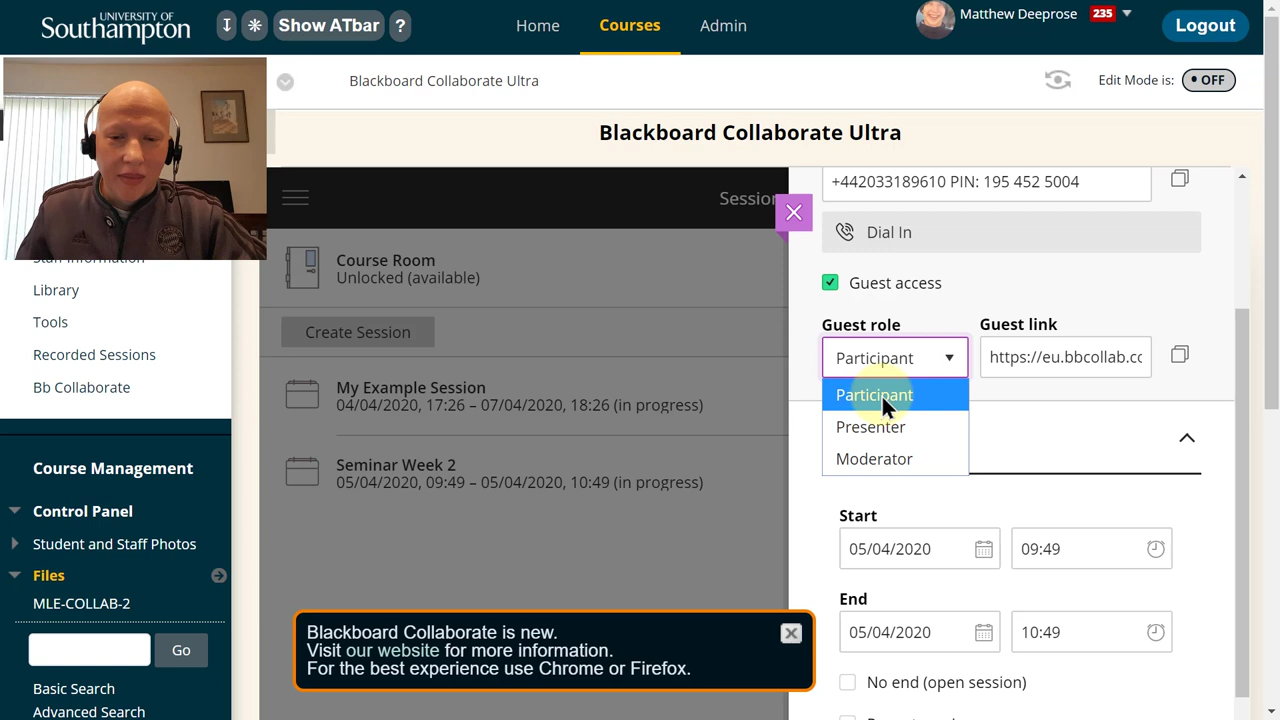 UNIVERSITY OF
Southampton
Show ATbar
?
Home
Courses
Admin
Matthew Deeprose
235
Logout
Blackboard Collaborate Ultra
Edit Mode is:
• OFF
Blackboard Collaborate Ultra
+442033189610 PIN: 195 452 5004
Dial In
Guest access
Guest role
Guest link
Participant
https://eu.bbcollab.cc
Participant
Presenter
Moderator
Start
05/04/2020
09:49
End
05/04/2020
10:49
No end (open session)
Session
Course Room
Unlocked (available)
Create Session
My Example Session
04/04/2020, 17:26 – 07/04/2020, 18:26 (in progress)
Seminar Week 2
05/04/2020, 09:49 – 05/04/2020, 10:49 (in progress)
Staff Information
Library
Tools
Recorded Sessions
Bb Collaborate
Course Management
Control Panel
Student and Staff Photos
Files
MLE-COLLAB-2
Go
Basic Search
Advanced Search
Blackboard Collaborate is new.
Visit our website for more information.
For the best experience use Chrome or Firefox.